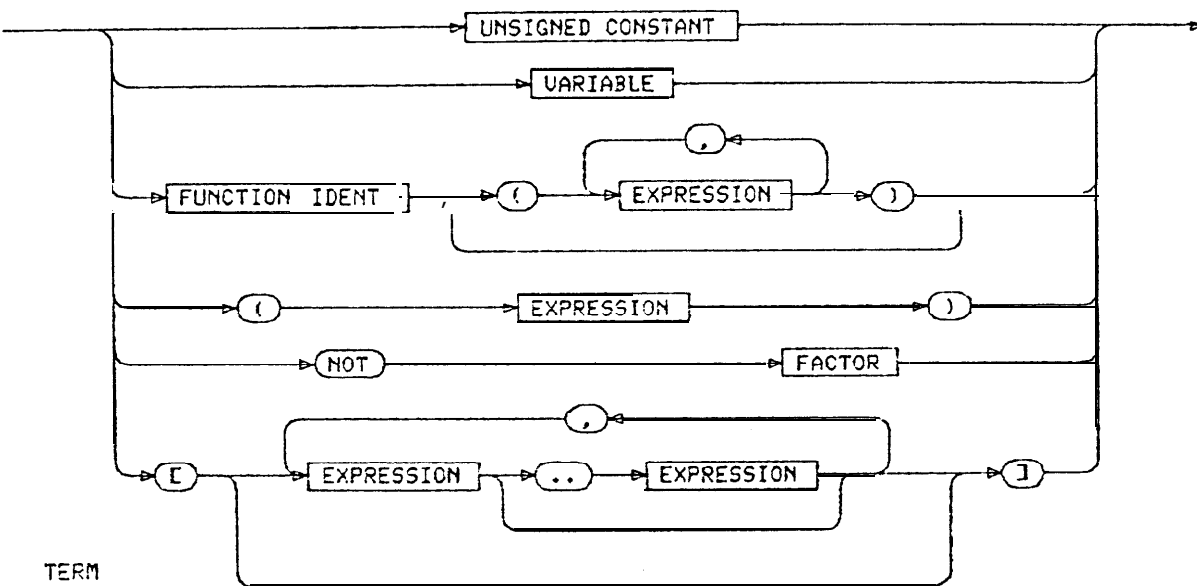 UNSIGNED CONSTANT
VARIABLE
,
FUNCTION IDENT ( EXPRESSION )
( EXPRESSION )
NOT FACTOR
,
[ EXPRESSION .. EXPRESSION ]
TERM